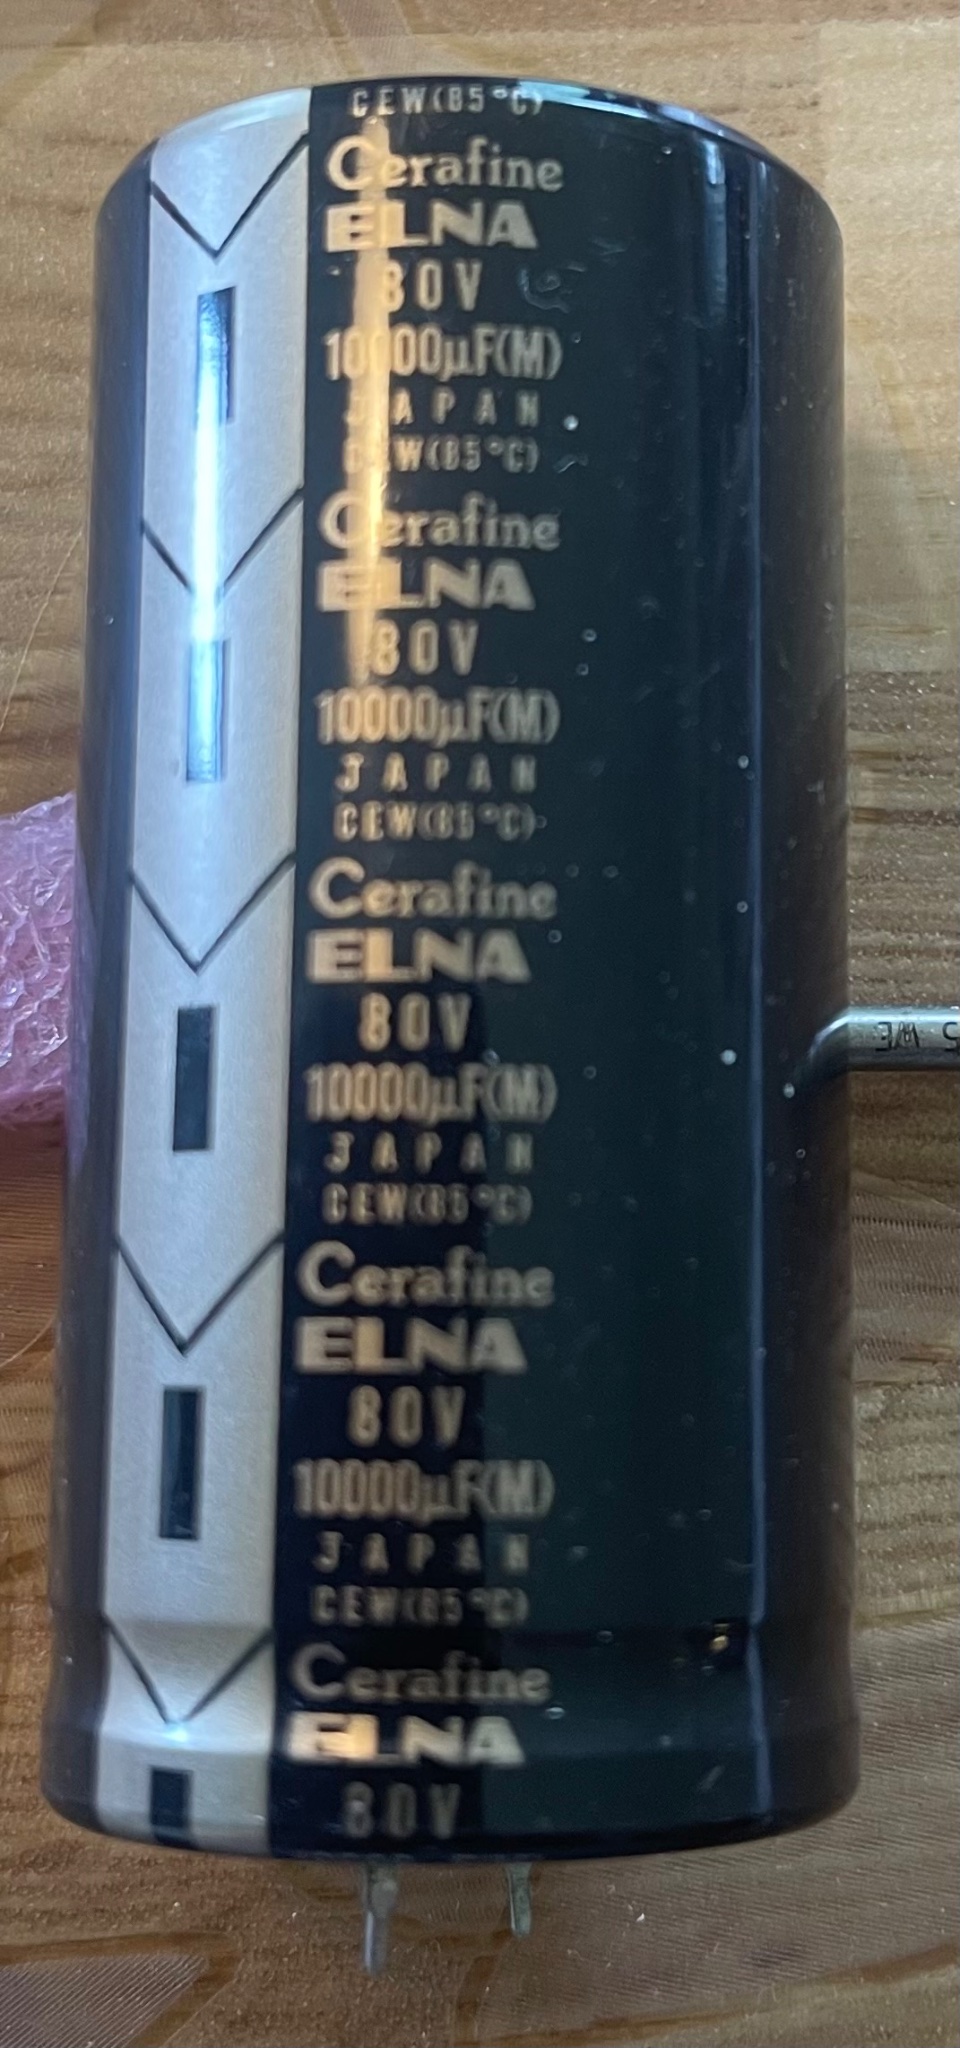 CEW(85°C)
Cerafine
ELNA
80V
10000µF(M)
JAPAN
CEW(85°C)
Cerafine
ELNA
80V
10000µF(M)
JAPAN
CEW(85°C)
Cerafine
ELNA
80V
10000µF(M)
JAPAN
CEW(85°C)
Cerafine
ELNA
80V
10000µF(M)
JAPAN
CEW(85°C)
Cerafine
ELNA
80V